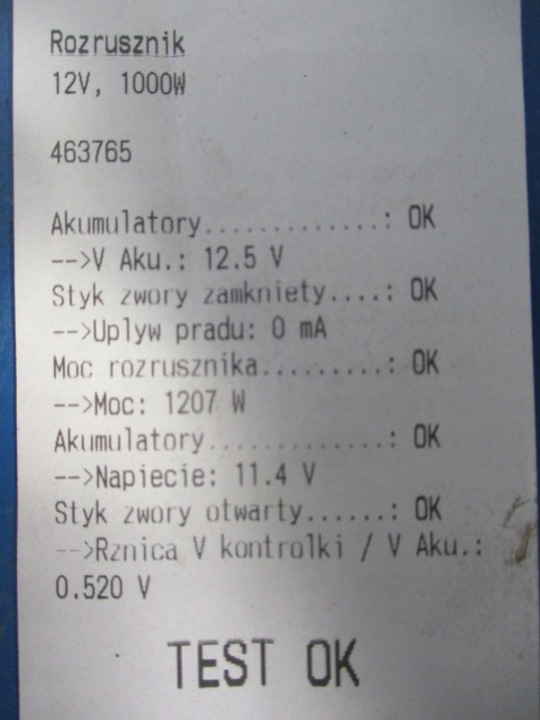 Rozrusznik
12V, 1000W
463765
Akumulatory.............: OK
-->V Aku.: 12.5 V
Styk zwory zamkniety....: OK
-->Uplyw pradu: 0 mA
Moc rozrusznika.........: OK
-->Moc: 1207 W
Akumulatory.............: OK
-->Napiecie: 11.4 V
Styk zwory otwarty......: OK
-->Rznica V kontrolki / V Aku.:
0.520 V
TEST OK